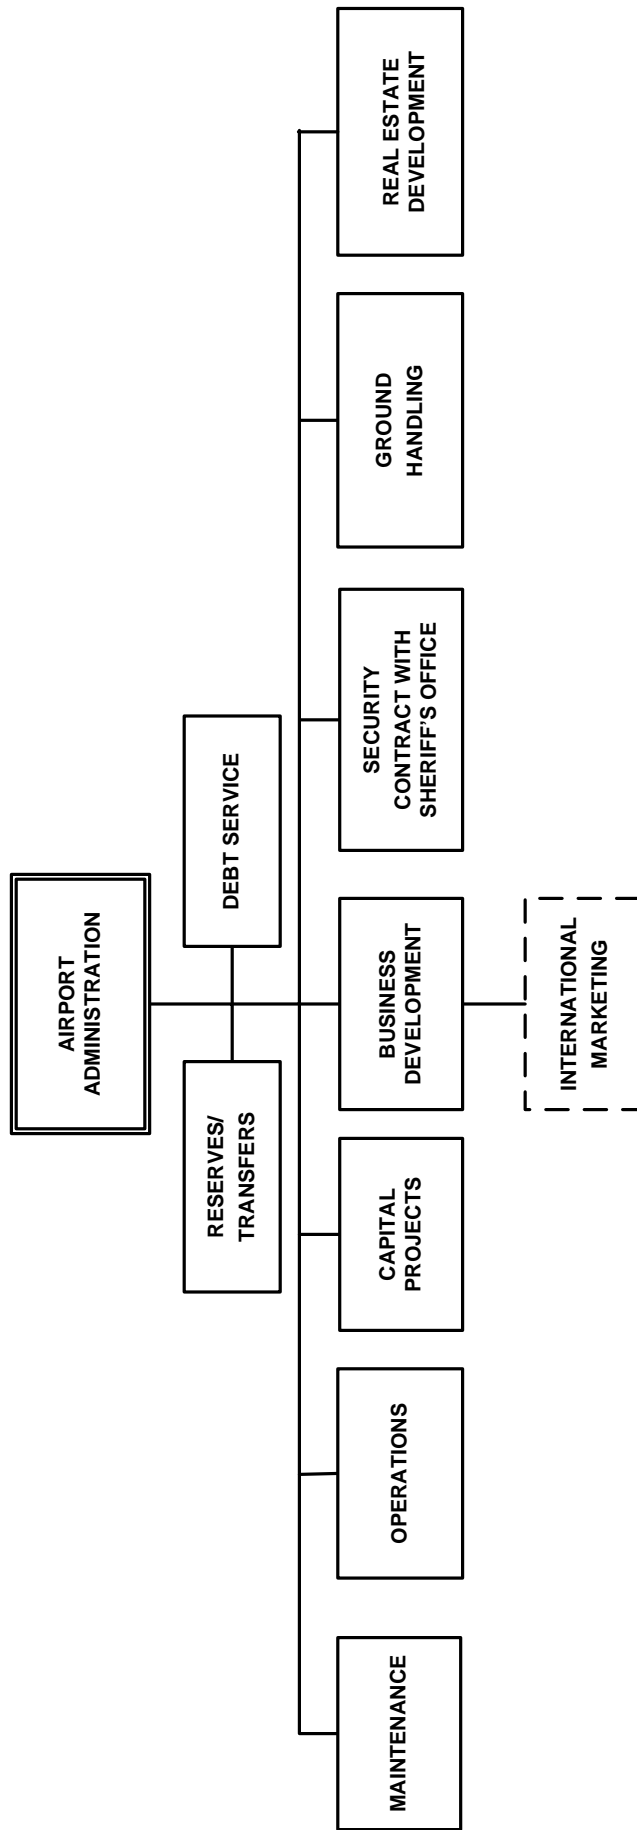 AIRPORT
ADMINISTRATION
RESERVES/
TRANSFERS
DEBT SERVICE
MAINTENANCE
OPERATIONS
CAPITAL
PROJECTS
BUSINESS
DEVELOPMENT
SECURITY
CONTRACT WITH
SHERIFF'S OFFICE
GROUND
HANDLING
REAL ESTATE
DEVELOPMENT
INTERNATIONAL
MARKETING